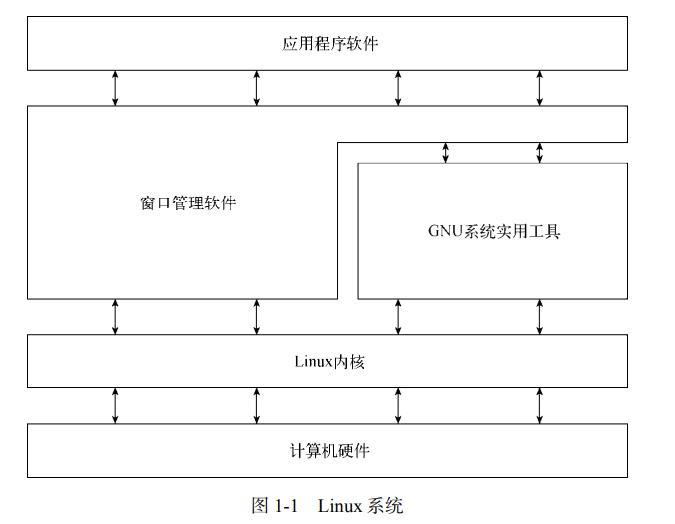 应用程序软件
窗口管理软件
GNU系统实用工具
Linux内核
计算机硬件
图 1-1 Linux 系统